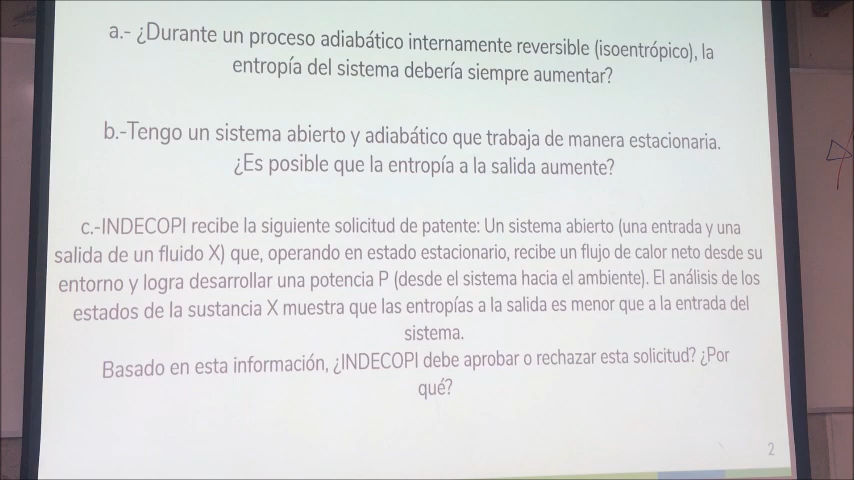 a.- ¿Durante un proceso adiabático internamente reversible (isoentrópico), la
entropía del sistema debería siempre aumentar?
b.-Tengo un sistema abierto y adiabático que trabaja de manera estacionaria.
¿Es posible que la entropía a la salida aumente?
c.-INDECOPI recibe la siguiente solicitud de patente: Un sistema abierto (una entrada y una
salida de un fluido X) que, operando en estado estacionario, recibe un flujo de calor neto desde su
entorno y logra desarrollar una potencia P (desde el sistema hacia el ambiente). El análisis de los
estados de la sustancia X muestra que las entropías a la salida es menor que a la entrada del
sistema.
Basado en esta información, ¿INDECOPI debe aprobar o rechazar esta solicitud? ¿Por
qué?
2